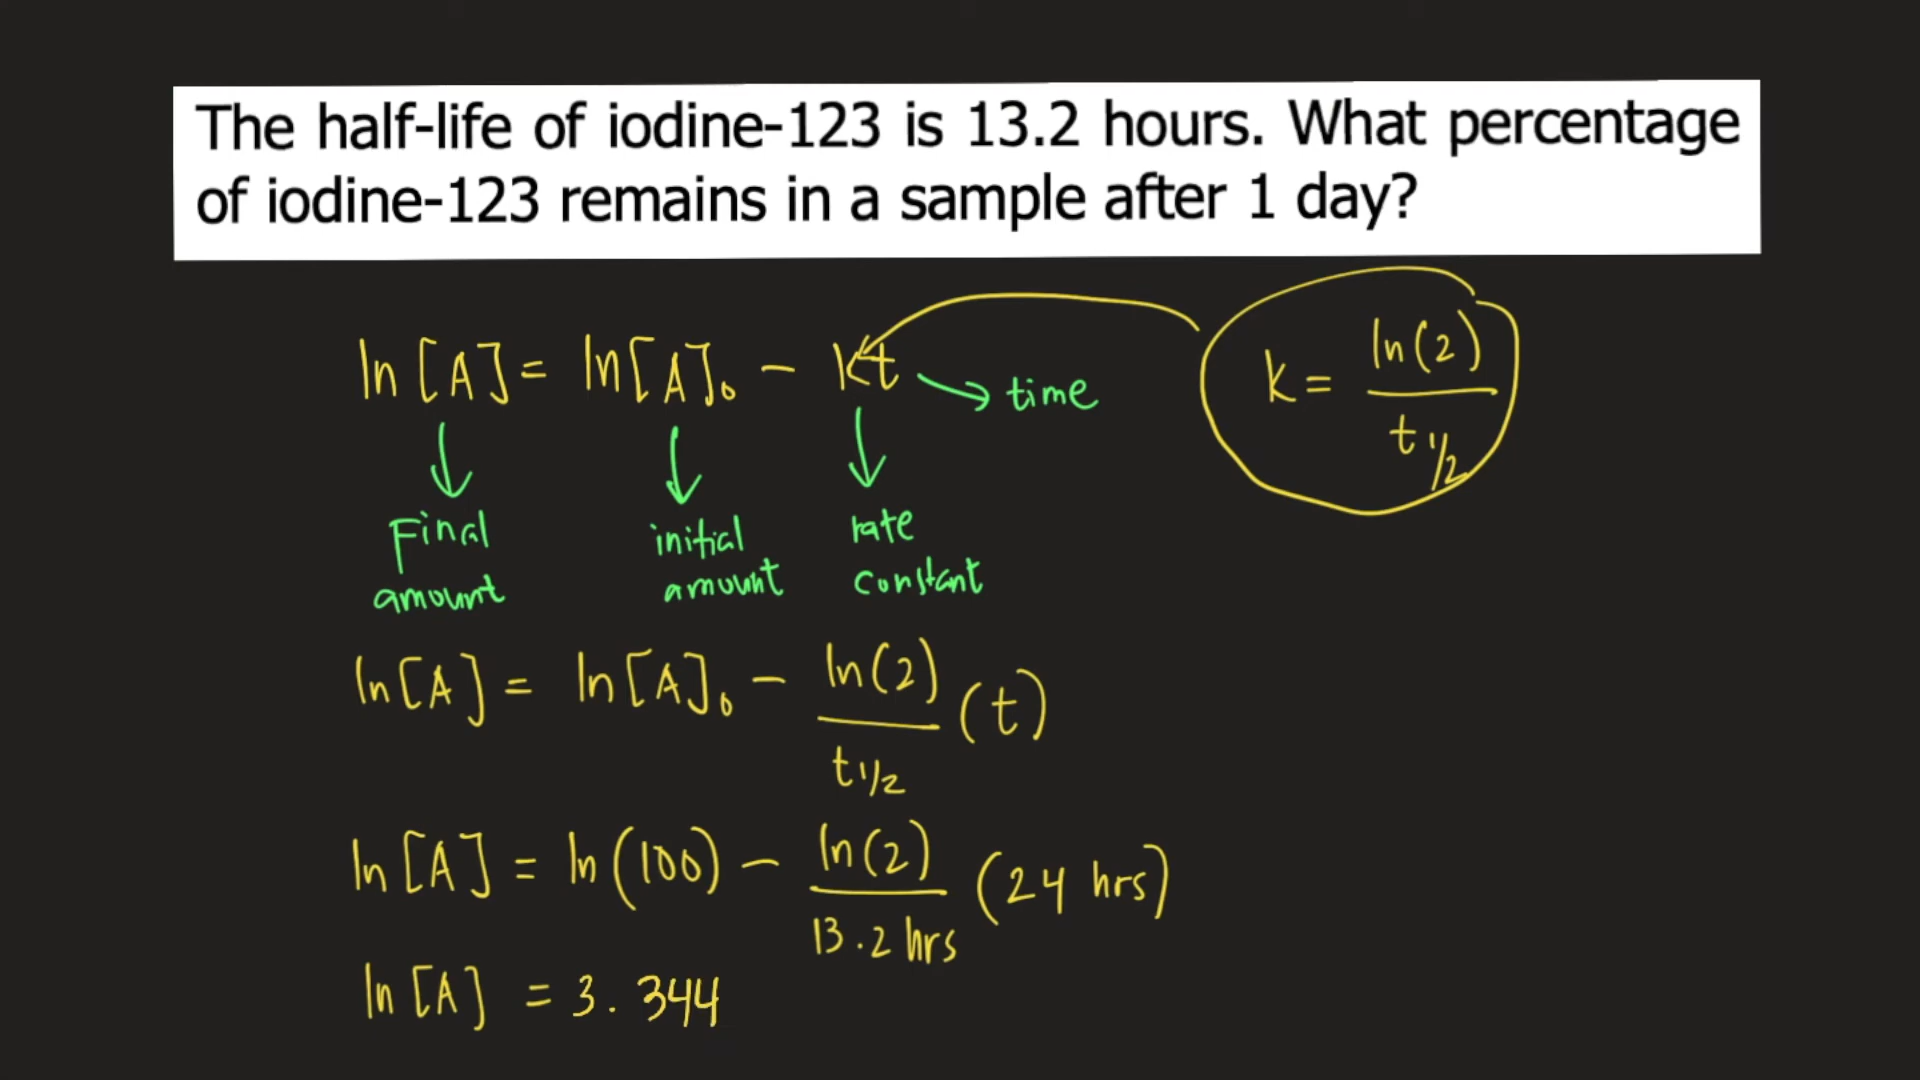 The half-life of iodine-123 is 13.2 hours. What percentage
of iodine-123 remains in a sample after 1 day?
ln [A] = ln [A]₀ - kt → time
k = ln(2) / t 1/2
Final amount
initial amount
rate constant
ln [A] = ln [A]₀ - ln(2) / t 1/2 (t)
ln [A] = ln (100) - ln(2) / 13.2 hrs (24 hrs)
ln [A] = 3.344